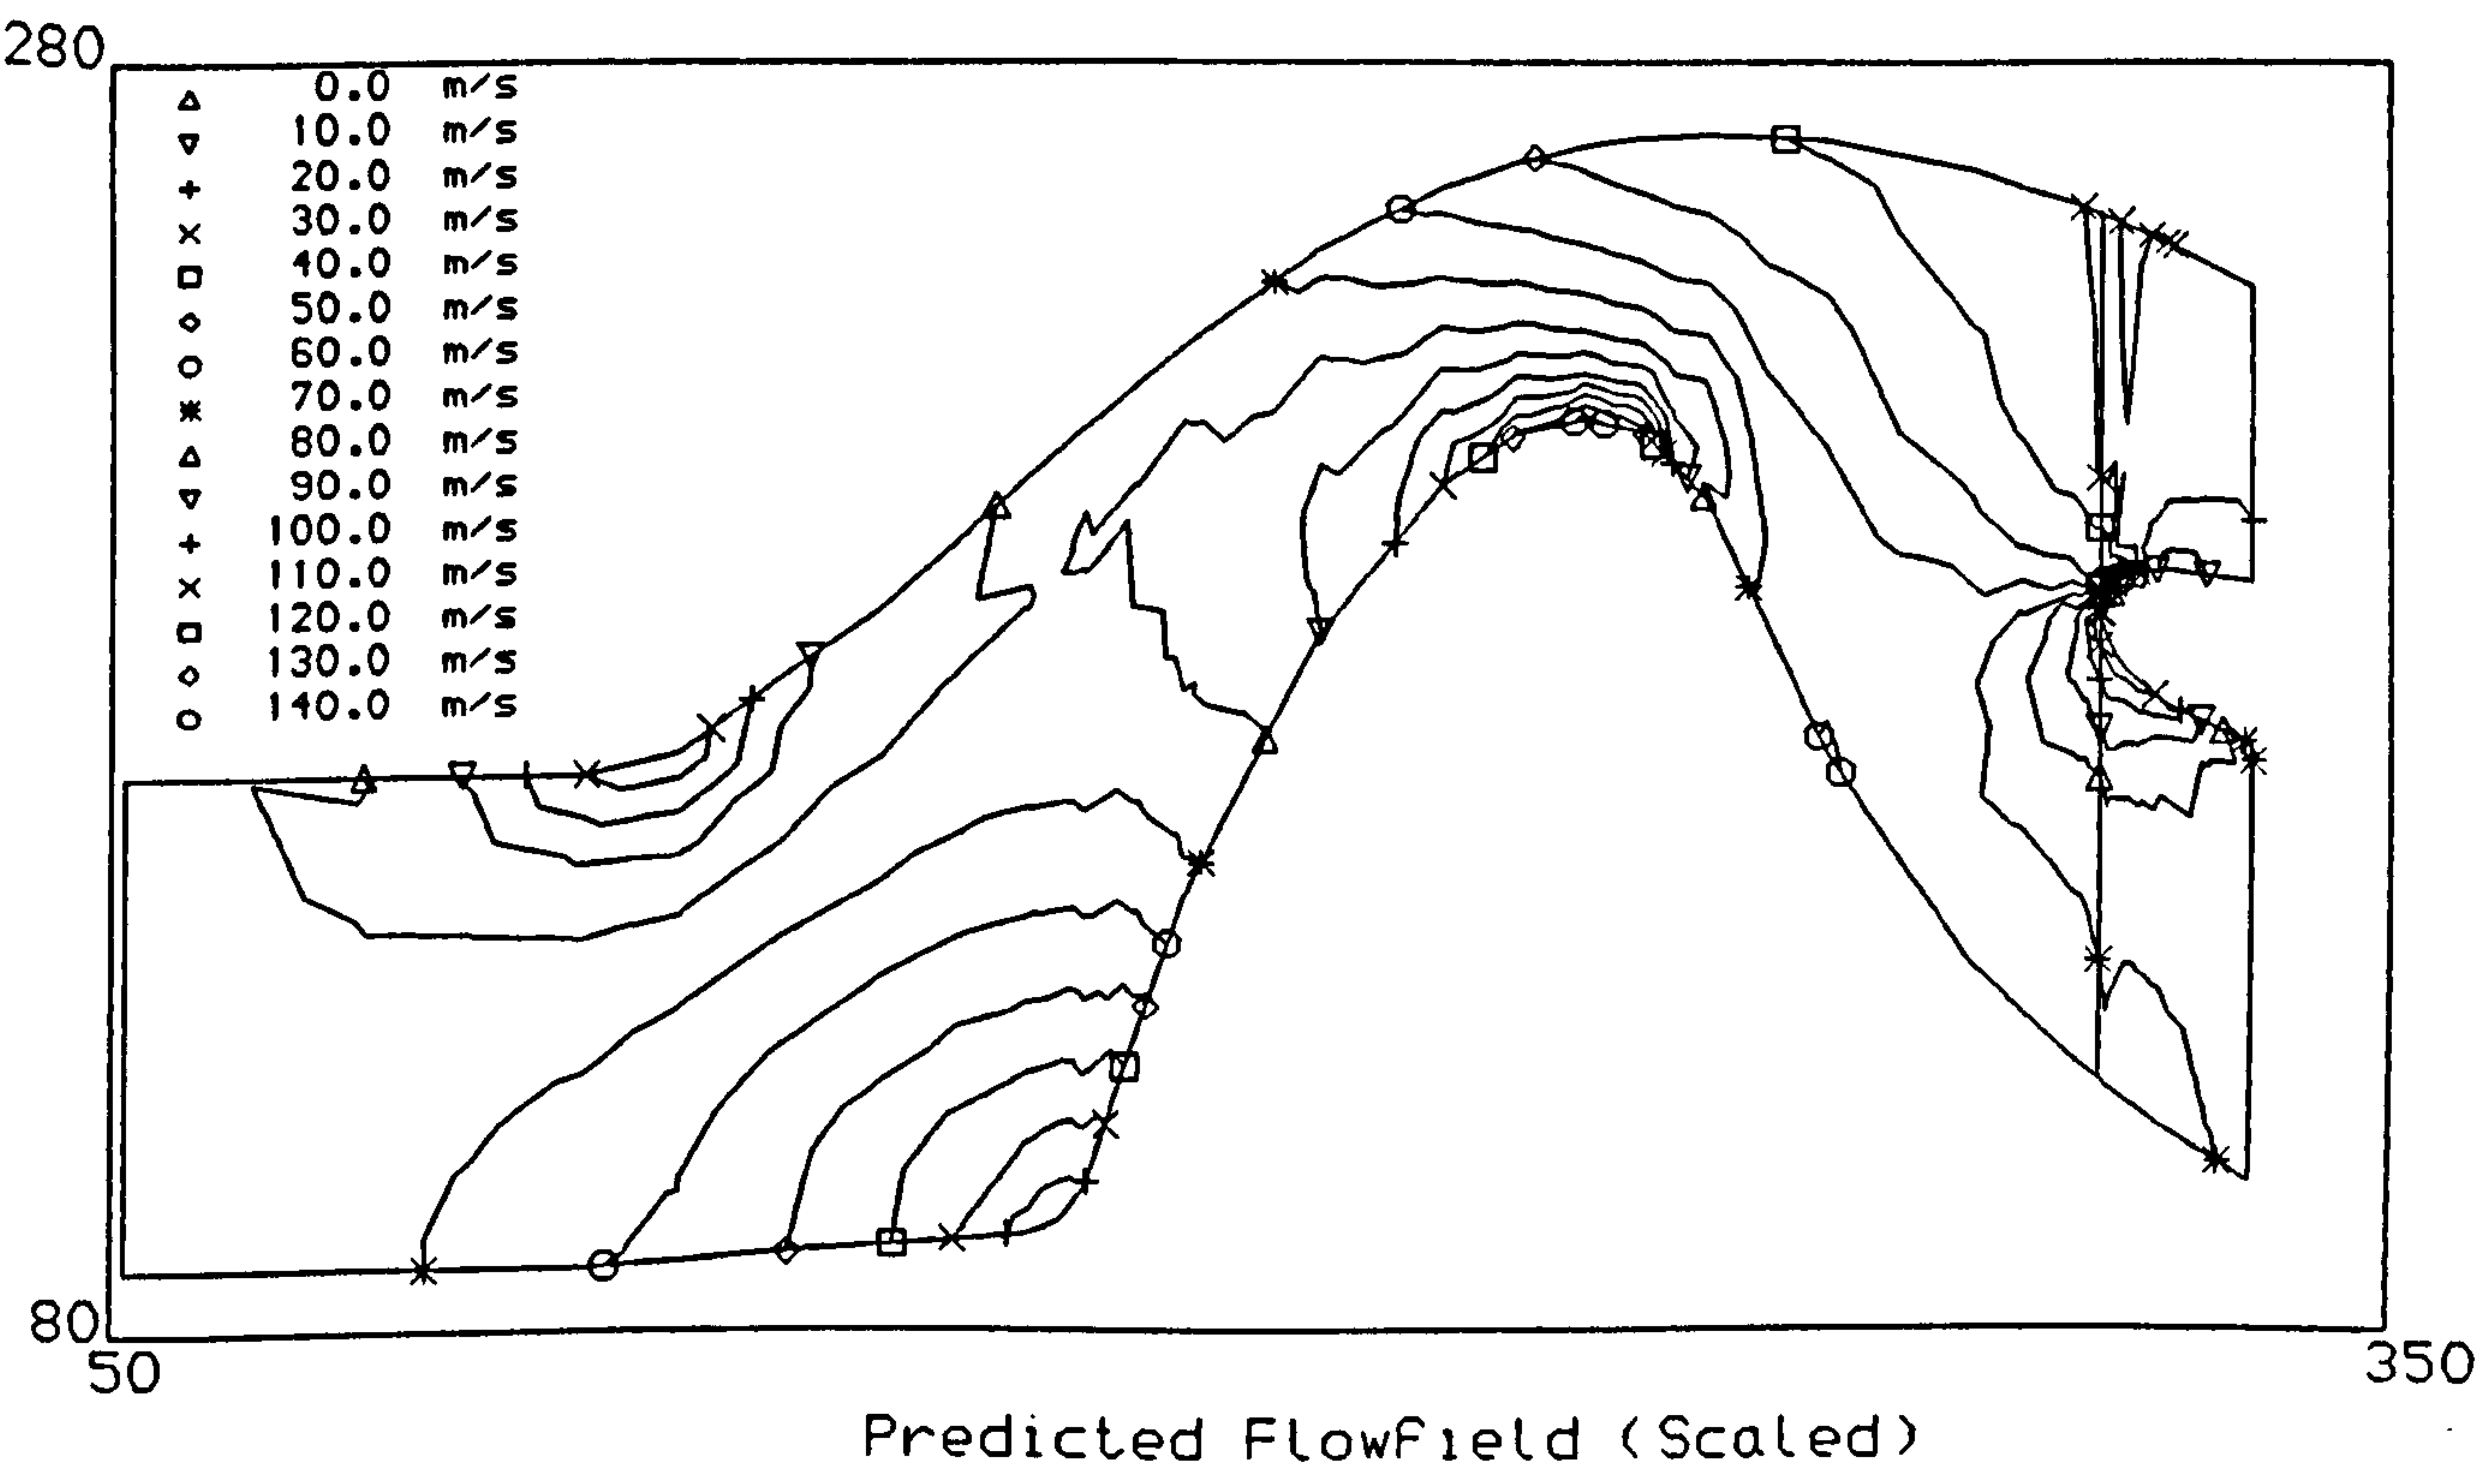 280
0.0 m/s
10.0 m/s
20.0 m/s
30.0 m/s
40.0 m/s
50.0 m/s
60.0 m/s
70.0 m/s
80.0 m/s
90.0 m/s
100.0 m/s
110.0 m/s
120.0 m/s
130.0 m/s
140.0 m/s
80
50 350
Predicted Flowfield (Scaled)